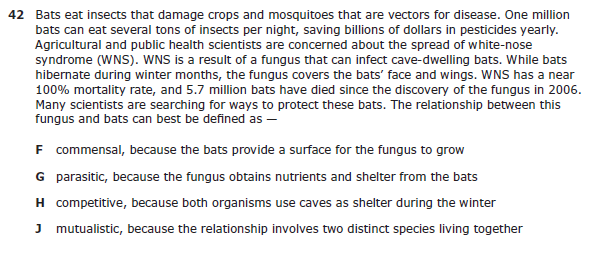 42 Bats eat insects that damage crops and mosquitoes that are vectors for disease. One million
bats can eat several tons of insects per night, saving billions of dollars in pesticides yearly.
Agricultural and public health scientists are concerned about the spread of white-nose
syndrome (WNS). WNS is a result of a fungus that can infect cave-dwelling bats. While bats
hibernate during winter months, the fungus covers the bats’ face and wings. WNS has a near
100% mortality rate, and 5.7 million bats have died since the discovery of the fungus in 2006.
Many scientists are searching for ways to protect these bats. The relationship between this
fungus and bats can best be defined as —
F commensal, because the bats provide a surface for the fungus to grow
G parasitic, because the fungus obtains nutrients and shelter from the bats
H competitive, because both organisms use caves as shelter during the winter
J mutualistic, because the relationship involves two distinct species living together